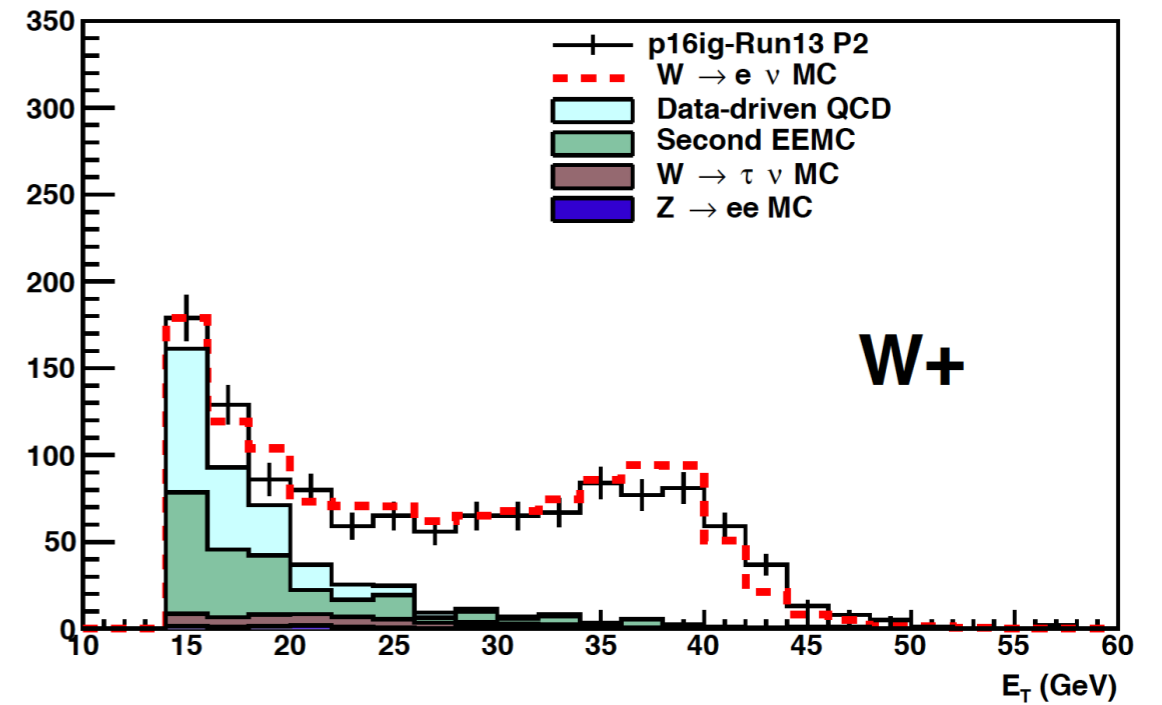 350
300
250
200
150
100
50
0
p16ig-Run13 P2
W → e ν MC
Data-driven QCD
Second EEMC
W → τ ν MC
Z → ee MC
W+
10 15 20 25 30 35 40 45 50 55 60
E_T (GeV)